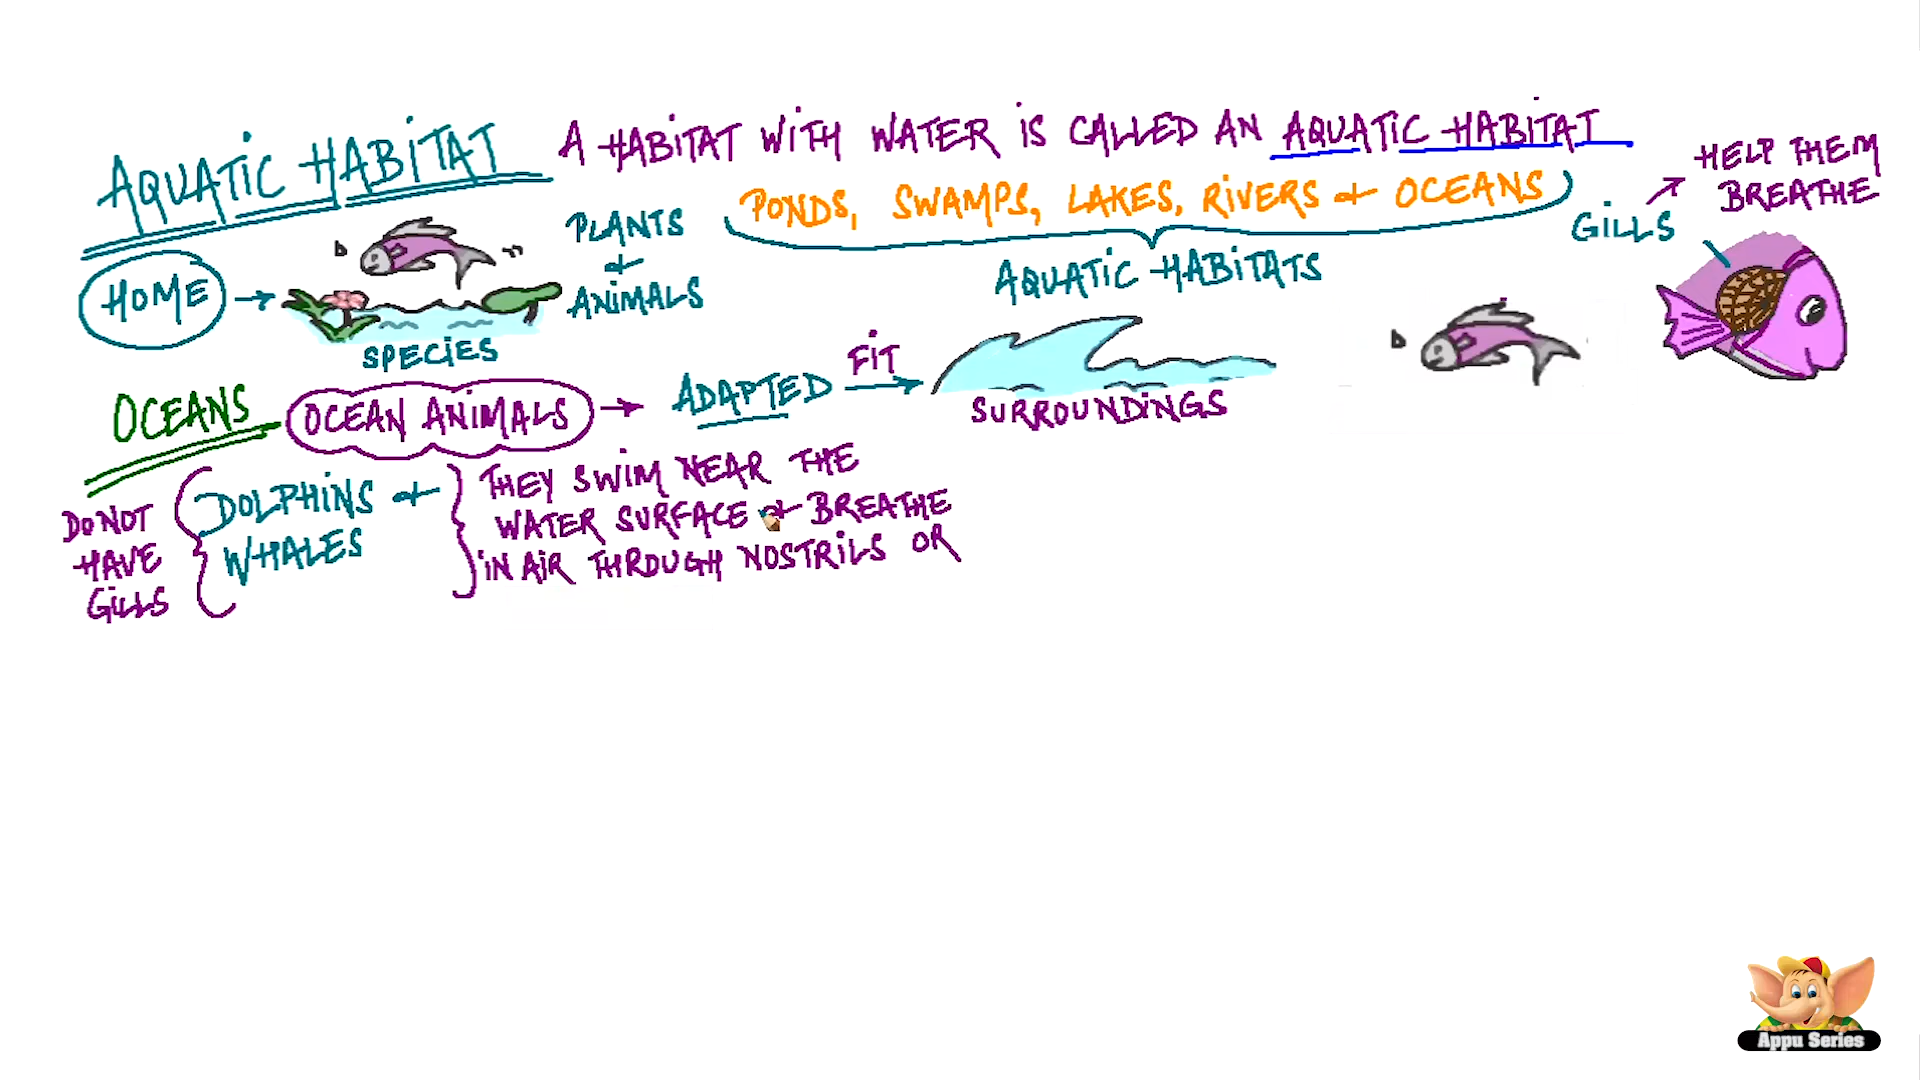 AQUATIC HABITAT
A HABITAT WITH WATER IS CALLED AN AQUATIC HABITAT
PONDS, SWAMPS, LAKES, RIVERS & OCEANS
AQUATIC HABITATS
GILLS
HELP THEM
BREATHE
HOME
PLANTS
&
ANIMALS
SPECIES
OCEANS
OCEAN ANIMALS
ADAPTED
FIT
SURROUNDINGS
DO NOT
HAVE
GILLS
DOLPHINS &
WHALES
THEY SWIM NEAR THE
WATER SURFACE & BREATHE
IN AIR THROUGH NOSTRILS OR
Appu Series